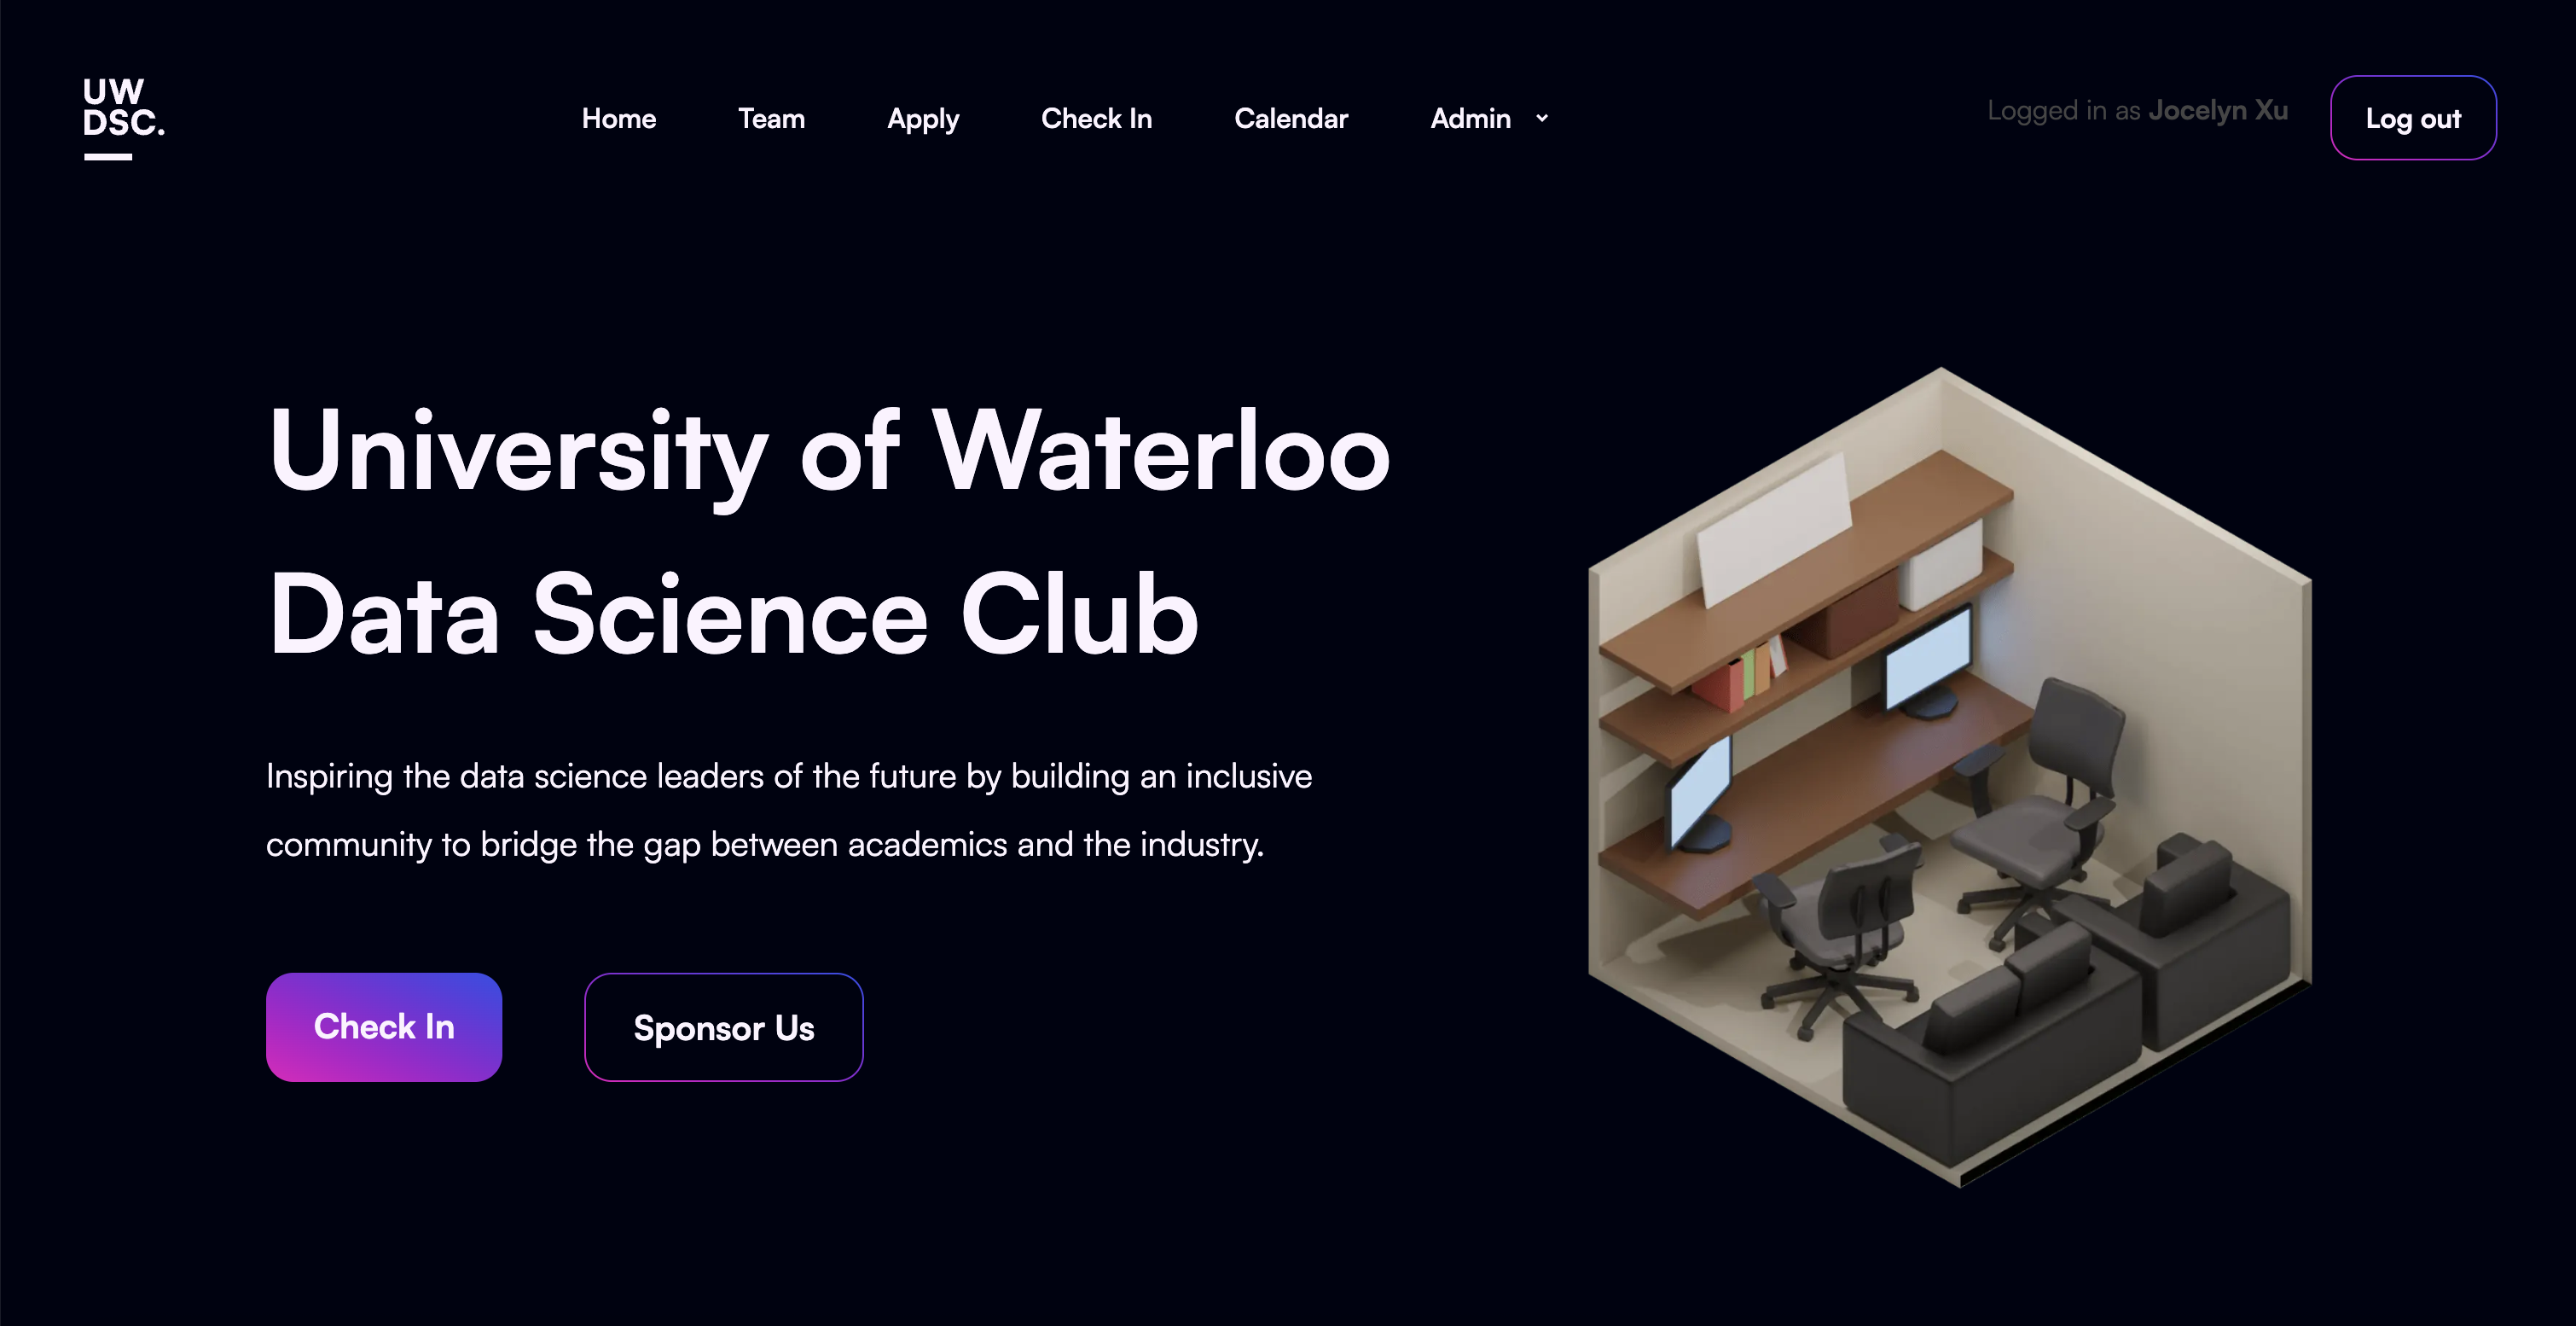 UW
DSC.
Home
Team
Apply
Check In
Calendar
Admin
Logged in as Jocelyn Xu
Log out
University of Waterloo
Data Science Club
Inspiring the data science leaders of the future by building an inclusive
community to bridge the gap between academics and the industry.
Check In
Sponsor Us